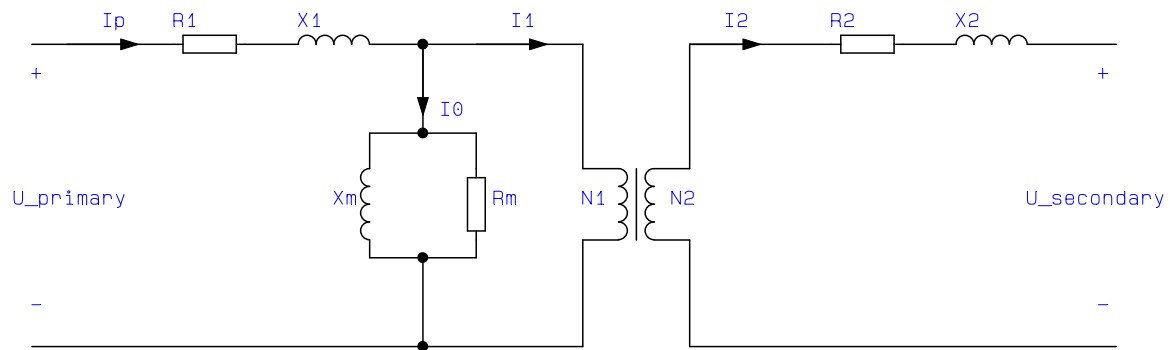 Ip R1 X1 I1 I2 R2 X2
+ +
I0
U_primary Xm Rm N1 N2 U_secondary
- -